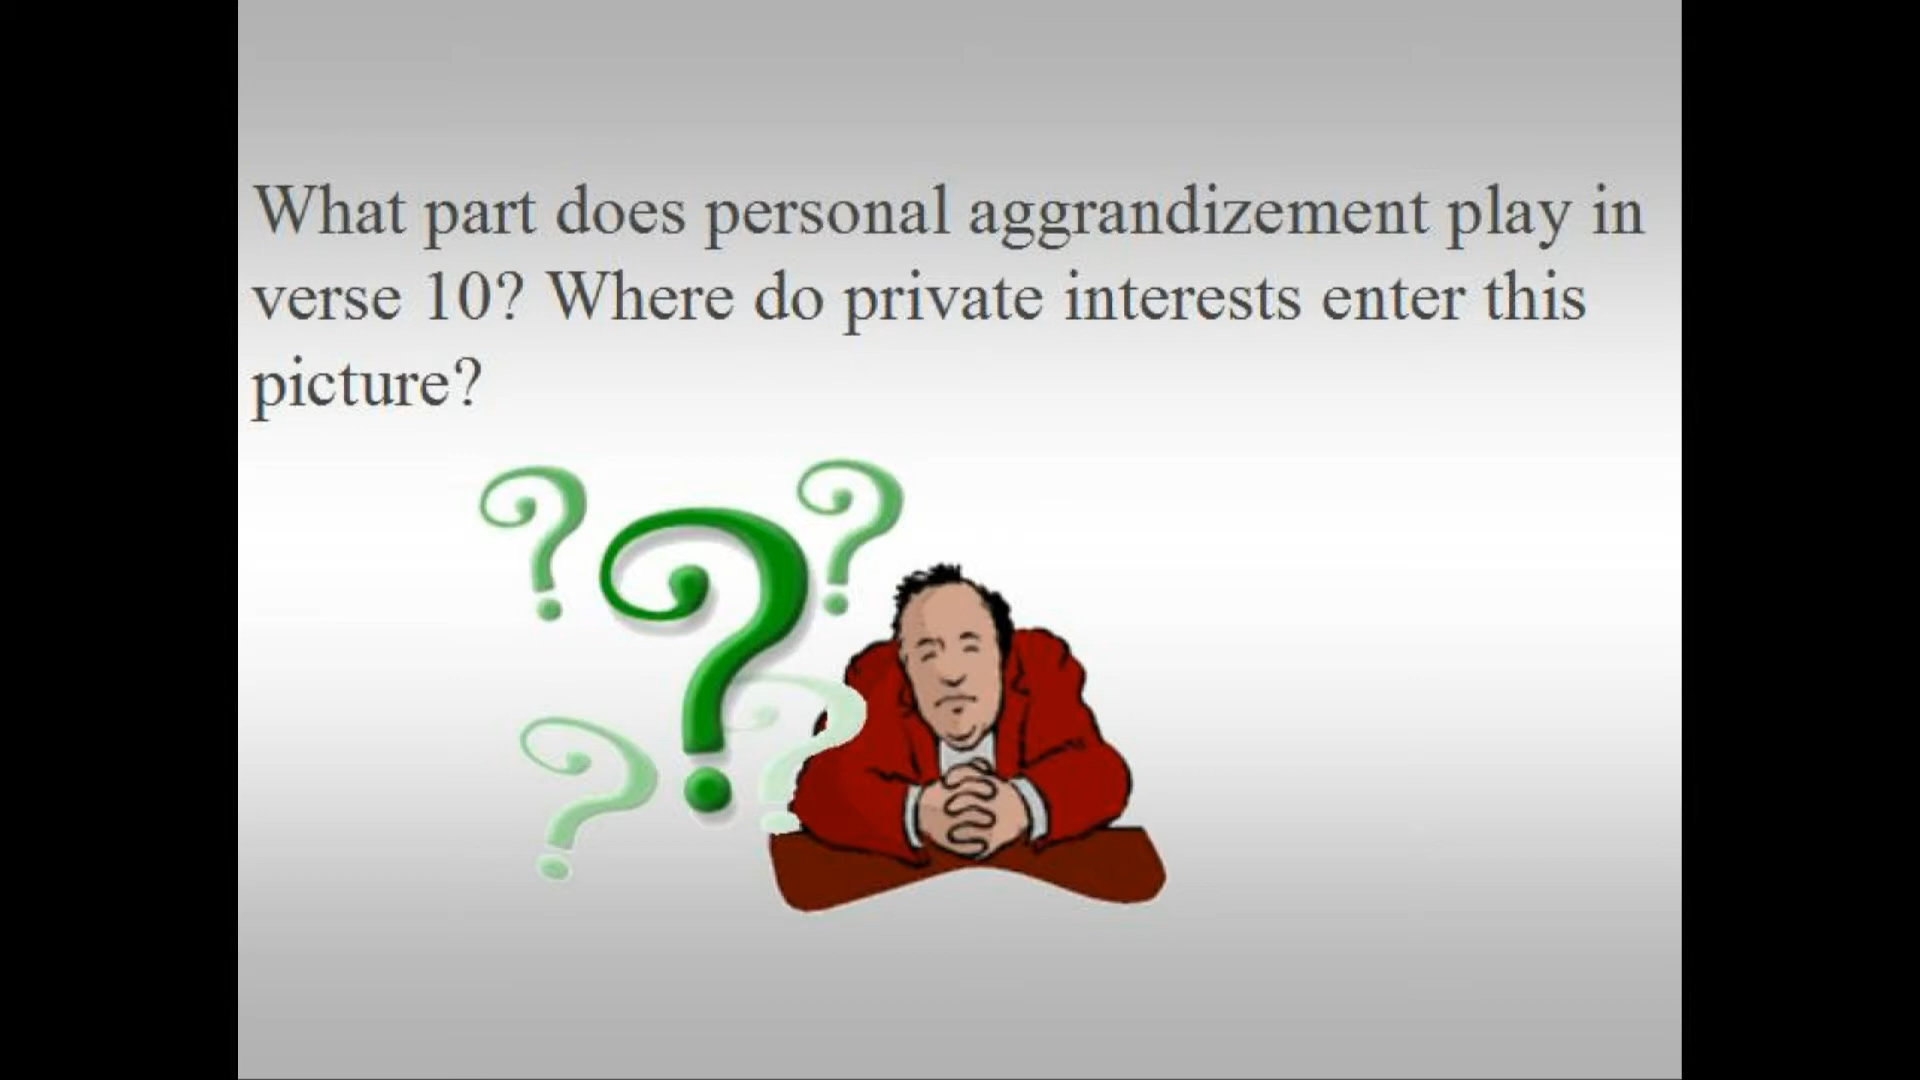 What part does personal aggrandizement play in
verse 10? Where do private interests enter this
picture?